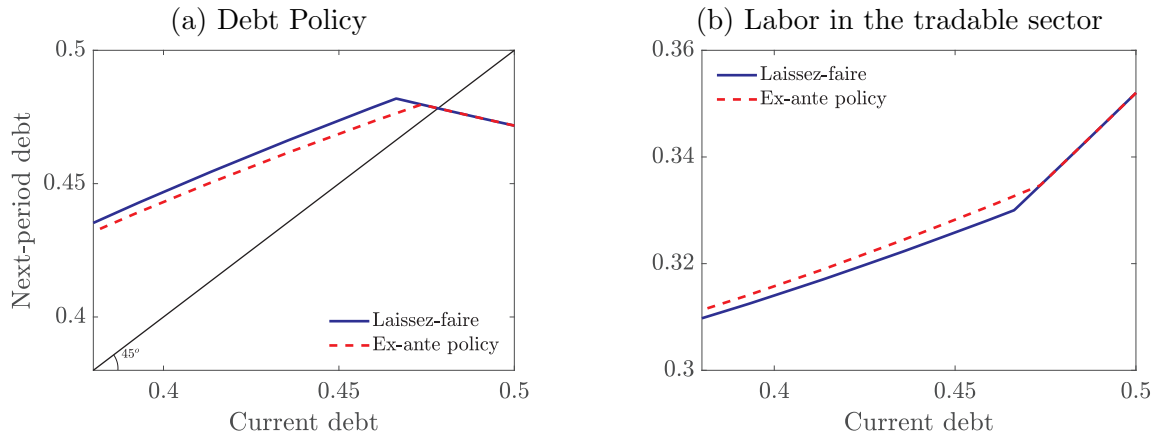 (a) Debt Policy
0.5
0.45
0.4
Next-period debt
45°
Laissez-faire
Ex-ante policy
0.4 0.45 0.5
Current debt
(b) Labor in the tradable sector
0.36
0.34
0.32
0.3
Laissez-faire
Ex-ante policy
0.4 0.45 0.5
Current debt